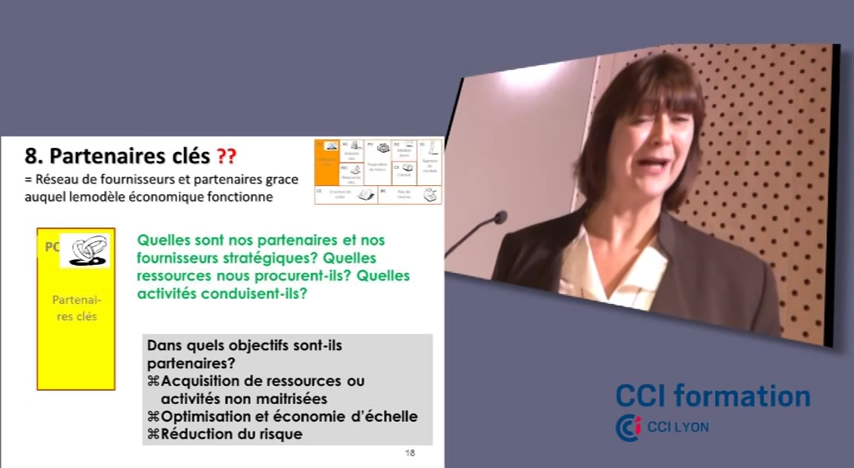 8. Partenaires clés ??
= Réseau de fournisseurs et partenaires grace
auquel lemodèle économique fonctionne
PC
Partenai-
res clés
Quelles sont nos partenaires et nos
fournisseurs stratégiques? Quelles
ressources nous procurent-ils? Quelles
activités conduisent-ils?
Dans quels objectifs sont-ils
partenaires?
⌘Acquisition de ressources ou
activités non maitrisées
⌘Optimisation et économie d'échelle
⌘Réduction du risque
18
CCI formation
CCI LYON